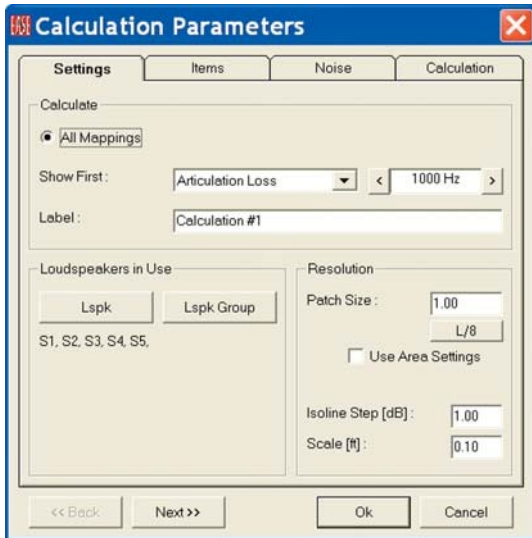 EASE Calculation Parameters
Settings Items Noise Calculation
Calculate
All Mappings
Show First : Articulation Loss < 1000 Hz >
Label : Calculation #1
Loudspeakers in Use
Lspk Lspk Group
S1, S2, S3, S4, S5,
Resolution
Patch Size : 1.00
L/8
Use Area Settings
Isoline Step [dB] : 1.00
Scale [ft] : 0.10
<< Back Next >> Ok Cancel